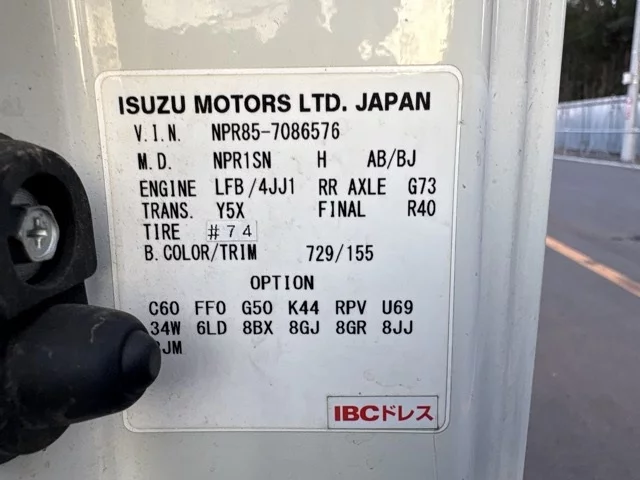 ISUZU MOTORS LTD. JAPAN
V.I.N. NPR85-7086576
M.D. NPR1SN H AB/BJ
ENGINE LFB/4JJ1 RR AXLE G73
TRANS. Y5X FINAL R40
TIRE #74
B.COLOR/TRIM 729/155
OPTION
C60 FF0 G50 K44 RPV U69
34W 6LD 8BX 8GJ 8GR 8JJ
IBCドレス